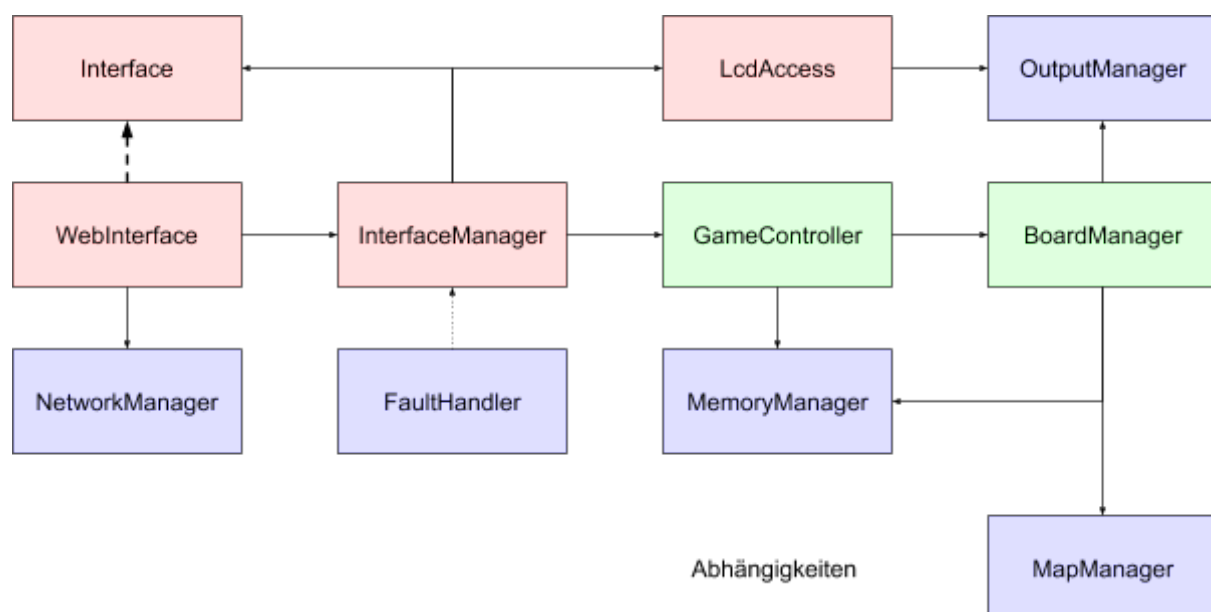 Interface
LcdAccess
OutputManager
WebInterface
InterfaceManager
GameController
BoardManager
NetworkManager
FaultHandler
MemoryManager
Abhängigkeiten
MapManager